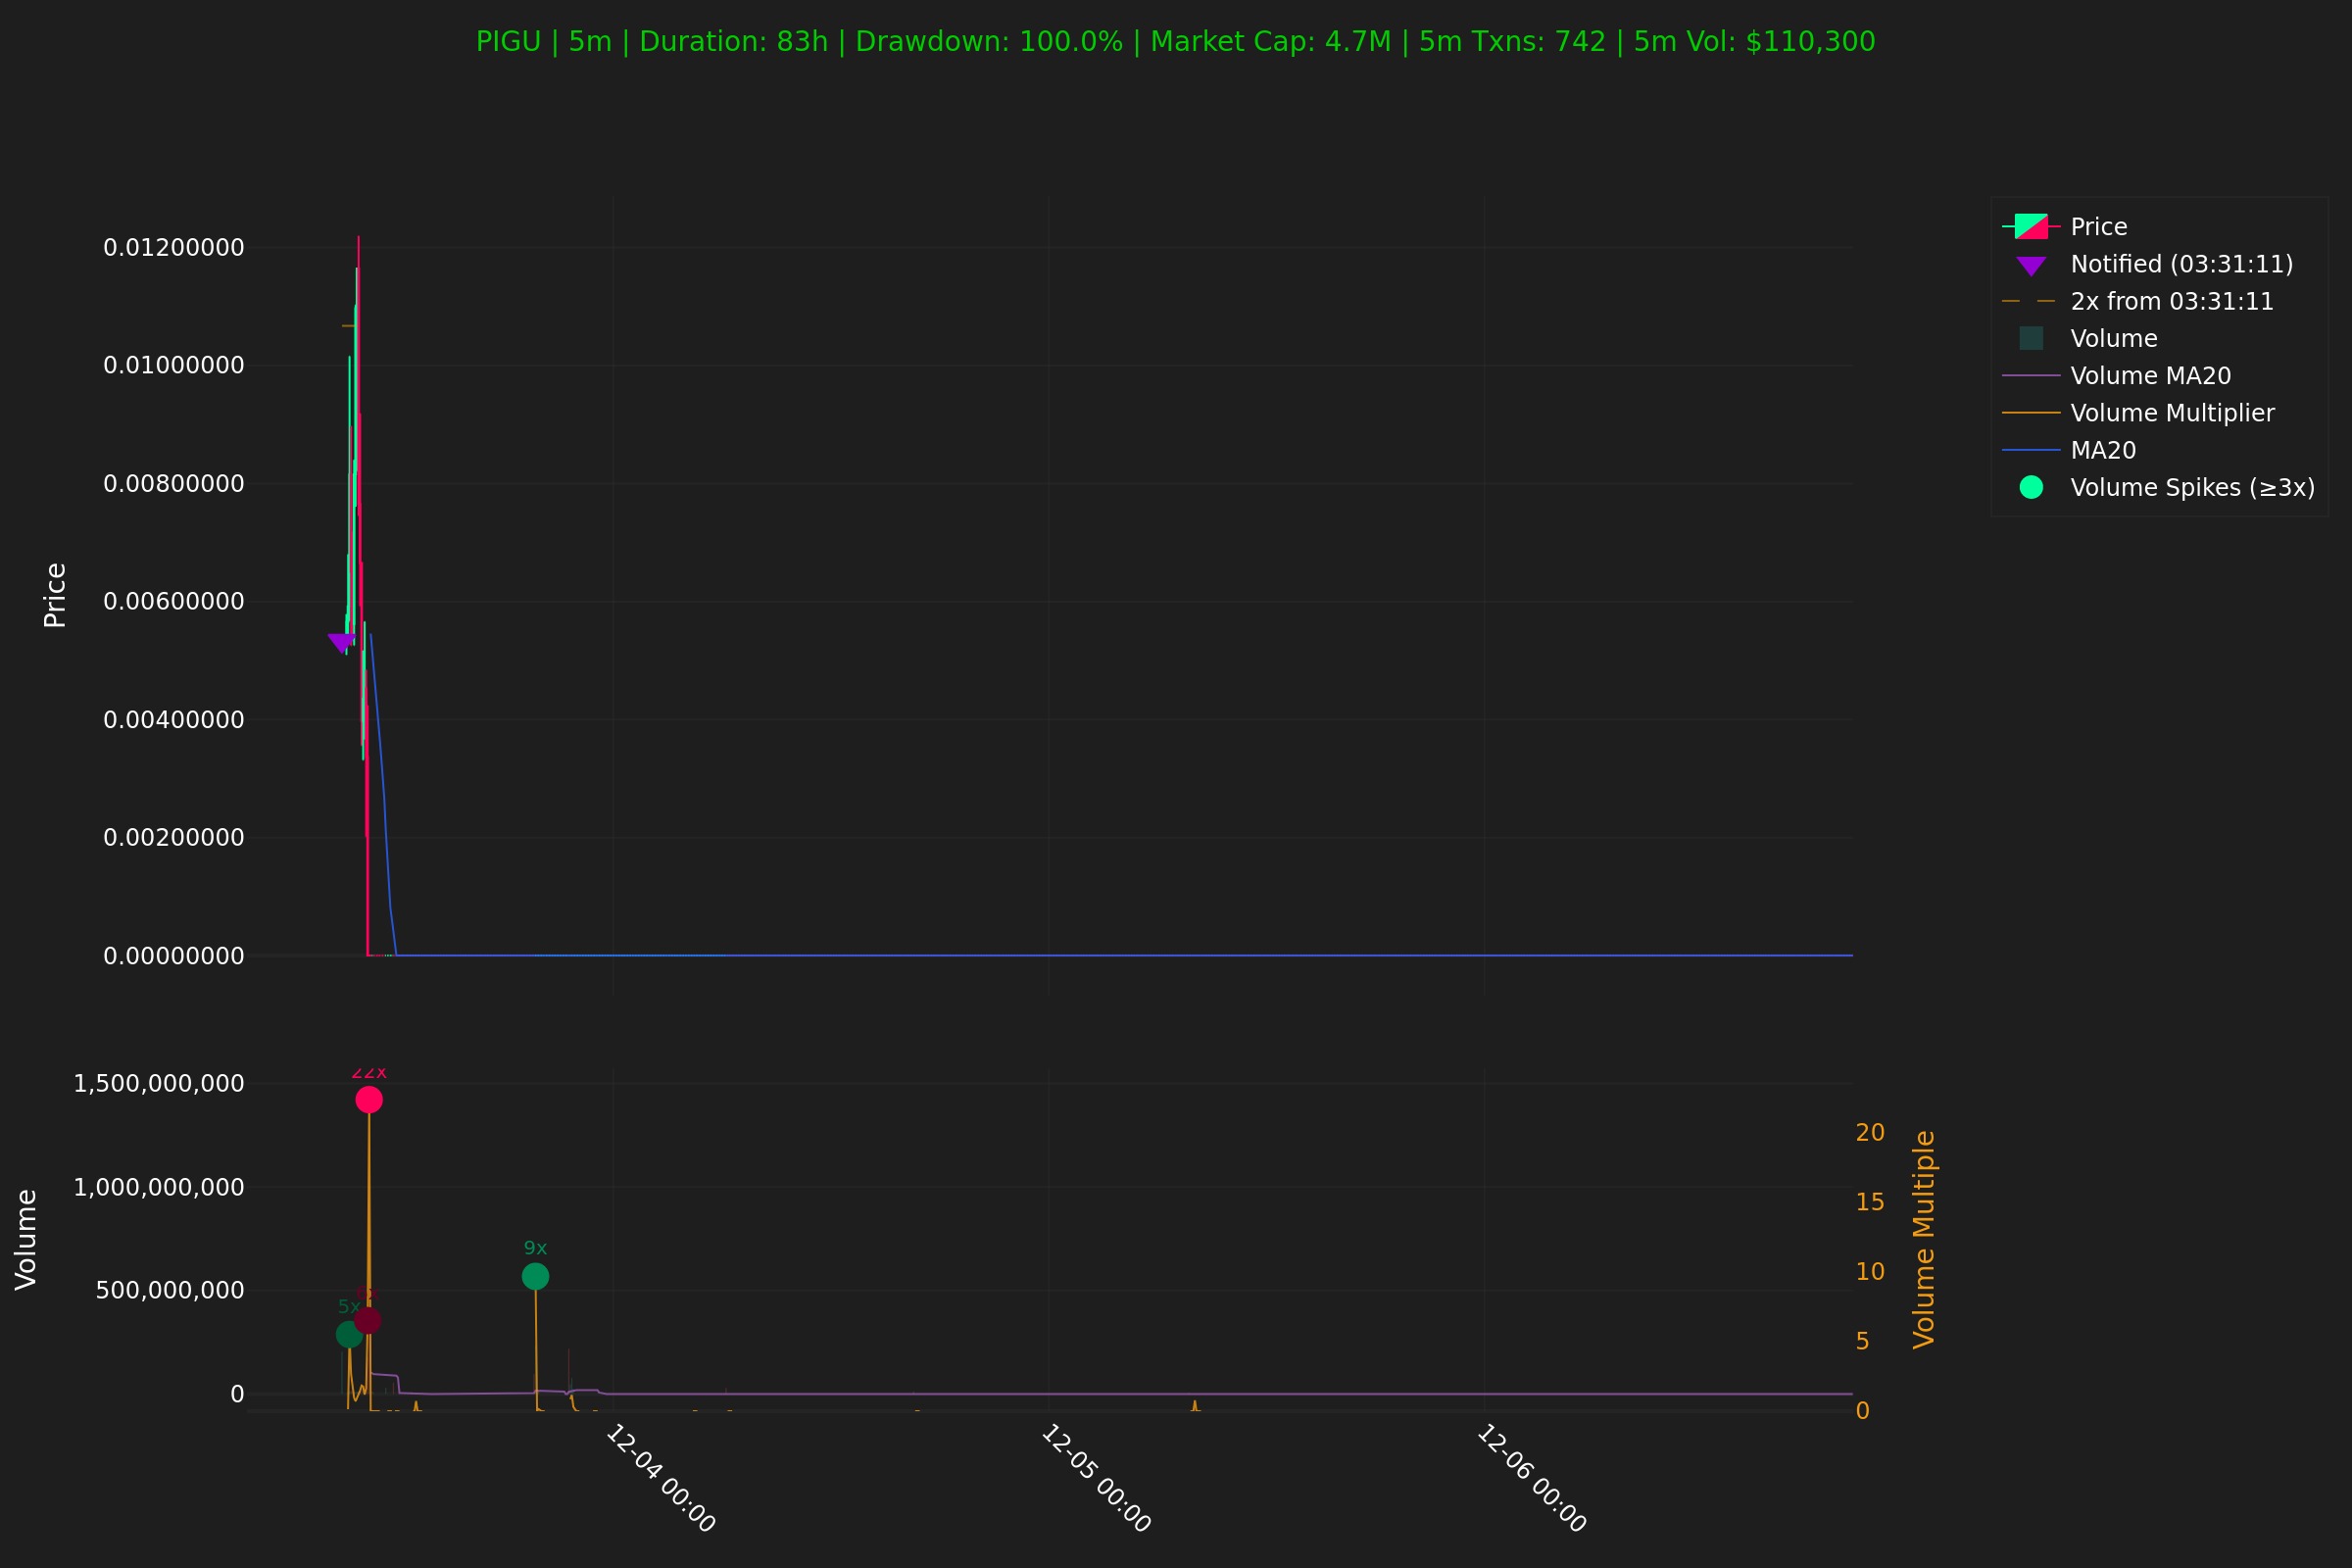 PIGU | 5m | Duration: 83h | Drawdown: 100.0% | Market Cap: 4.7M | 5m Txns: 742 | 5m Vol: $110,300
Price
0.01200000
0.01000000
0.00800000
0.00600000
0.00400000
0.00200000
0.00000000
Price
Notified (03:31:11)
2x from 03:31:11
Volume
Volume MA20
Volume Multiplier
MA20
Volume Spikes (≥3x)
Volume
1,500,000,000
1,000,000,000
500,000,000
0
22x
9x
5x
20
15
10
5
0
Volume Multiple
12-04 00:00
12-05 00:00
12-06 00:00